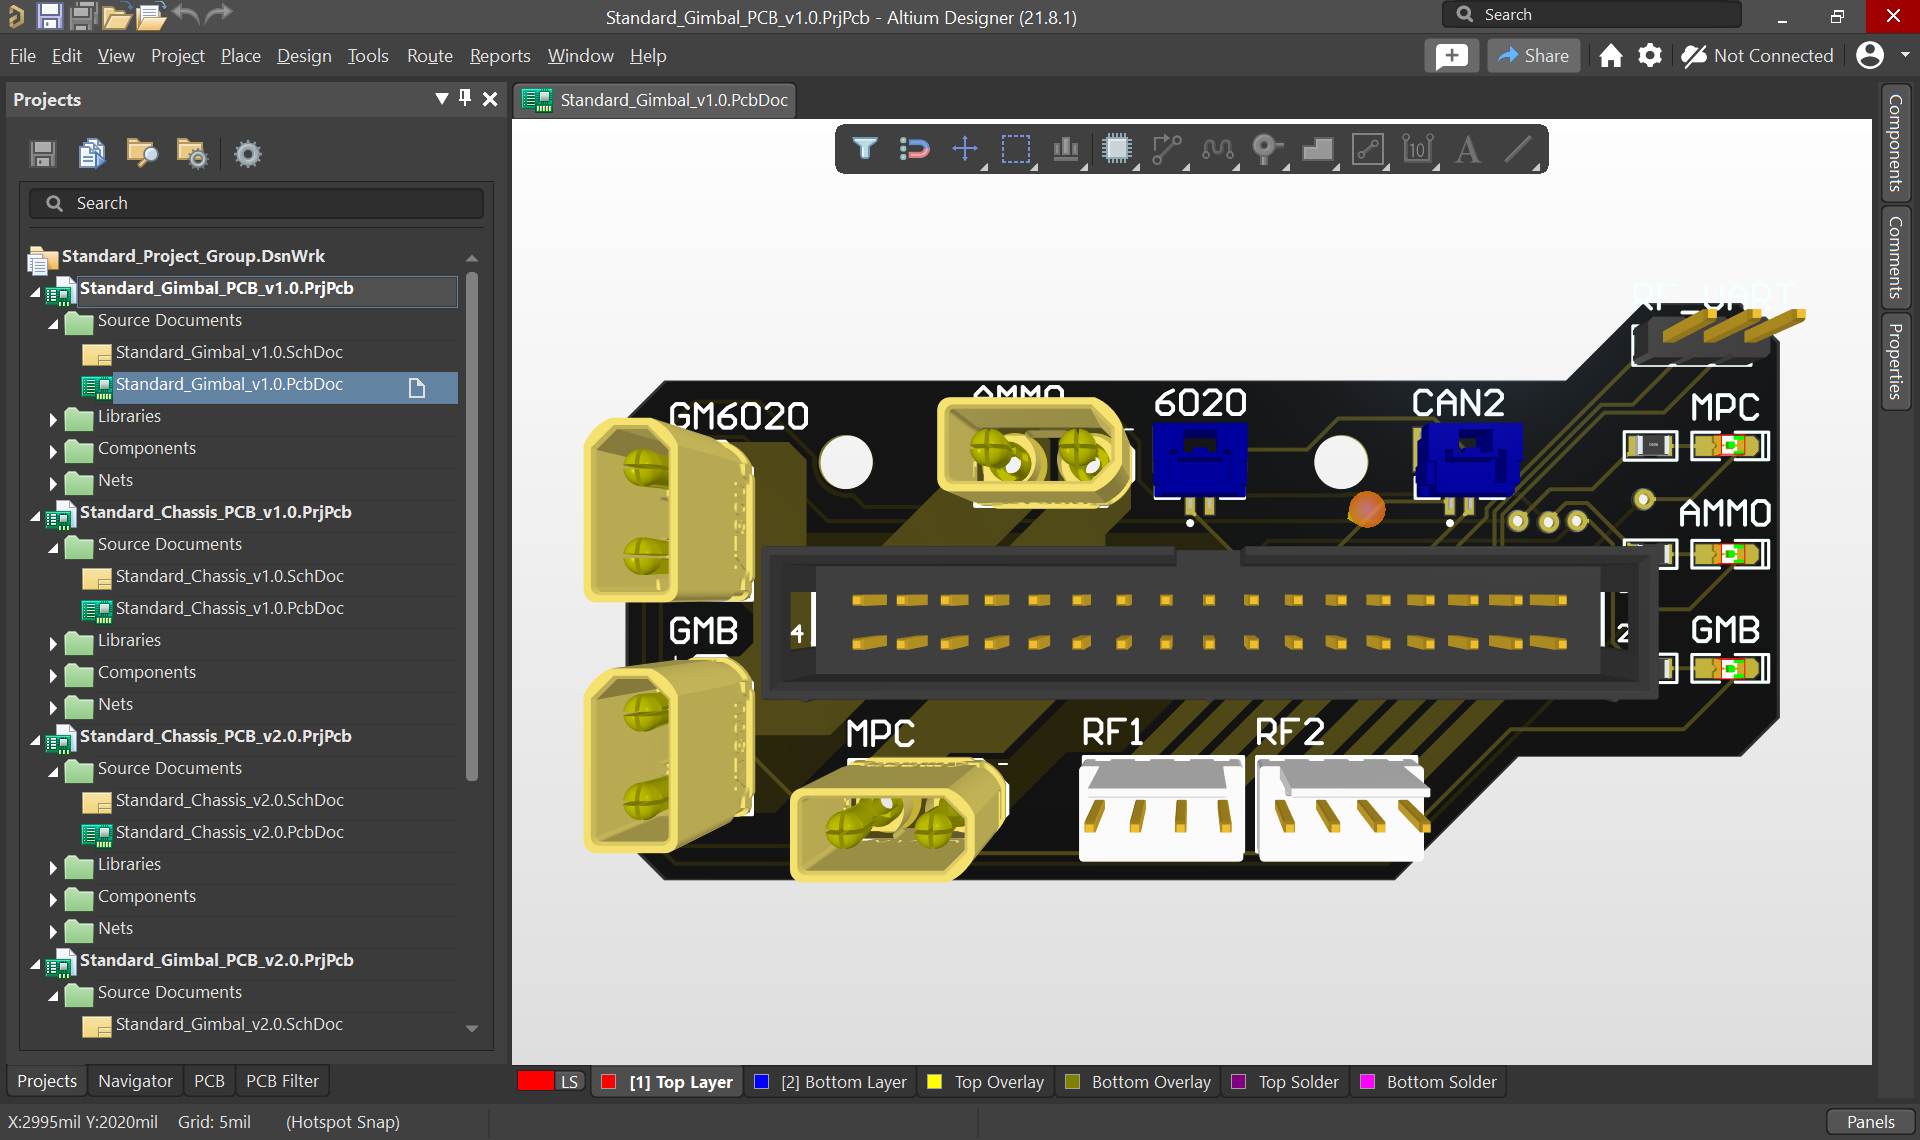 Standard_Gimbal_PCB_v1.0.PrjPcb - Altium Designer (21.8.1)
Search
File Edit View Project Place Design Tools Route Reports Window Help
Share
Not Connected
Projects
Standard_Gimbal_v1.0.PcbDoc
Search
Standard_Project_Group.DsnWrk
Standard_Gimbal_PCB_v1.0.PrjPcb
Source Documents
Standard_Gimbal_v1.0.SchDoc
Standard_Gimbal_v1.0.PcbDoc
Libraries
Components
Nets
Standard_Chassis_PCB_v1.0.PrjPcb
Source Documents
Standard_Chassis_v1.0.SchDoc
Standard_Chassis_v1.0.PcbDoc
Libraries
Components
Nets
Standard_Chassis_PCB_v2.0.PrjPcb
Source Documents
Standard_Chassis_v2.0.SchDoc
Standard_Chassis_v2.0.PcbDoc
Libraries
Components
Nets
Standard_Gimbal_PCB_v2.0.PrjPcb
Source Documents
Standard_Gimbal_v2.0.SchDoc
Projects
Navigator
PCB
PCB Filter
10
A
RF_UART
GM6020
AMMO
6020
CAN2
MPC
AMMO
GMB
4
2
GMB
MPC
RF1
RF2
Components
Comments
Properties
LS
[1] Top Layer
[2] Bottom Layer
Top Overlay
Bottom Overlay
Top Solder
Bottom Solder
X:2995mil Y:2020mil
Grid: 5mil
(Hotspot Snap)
Panels